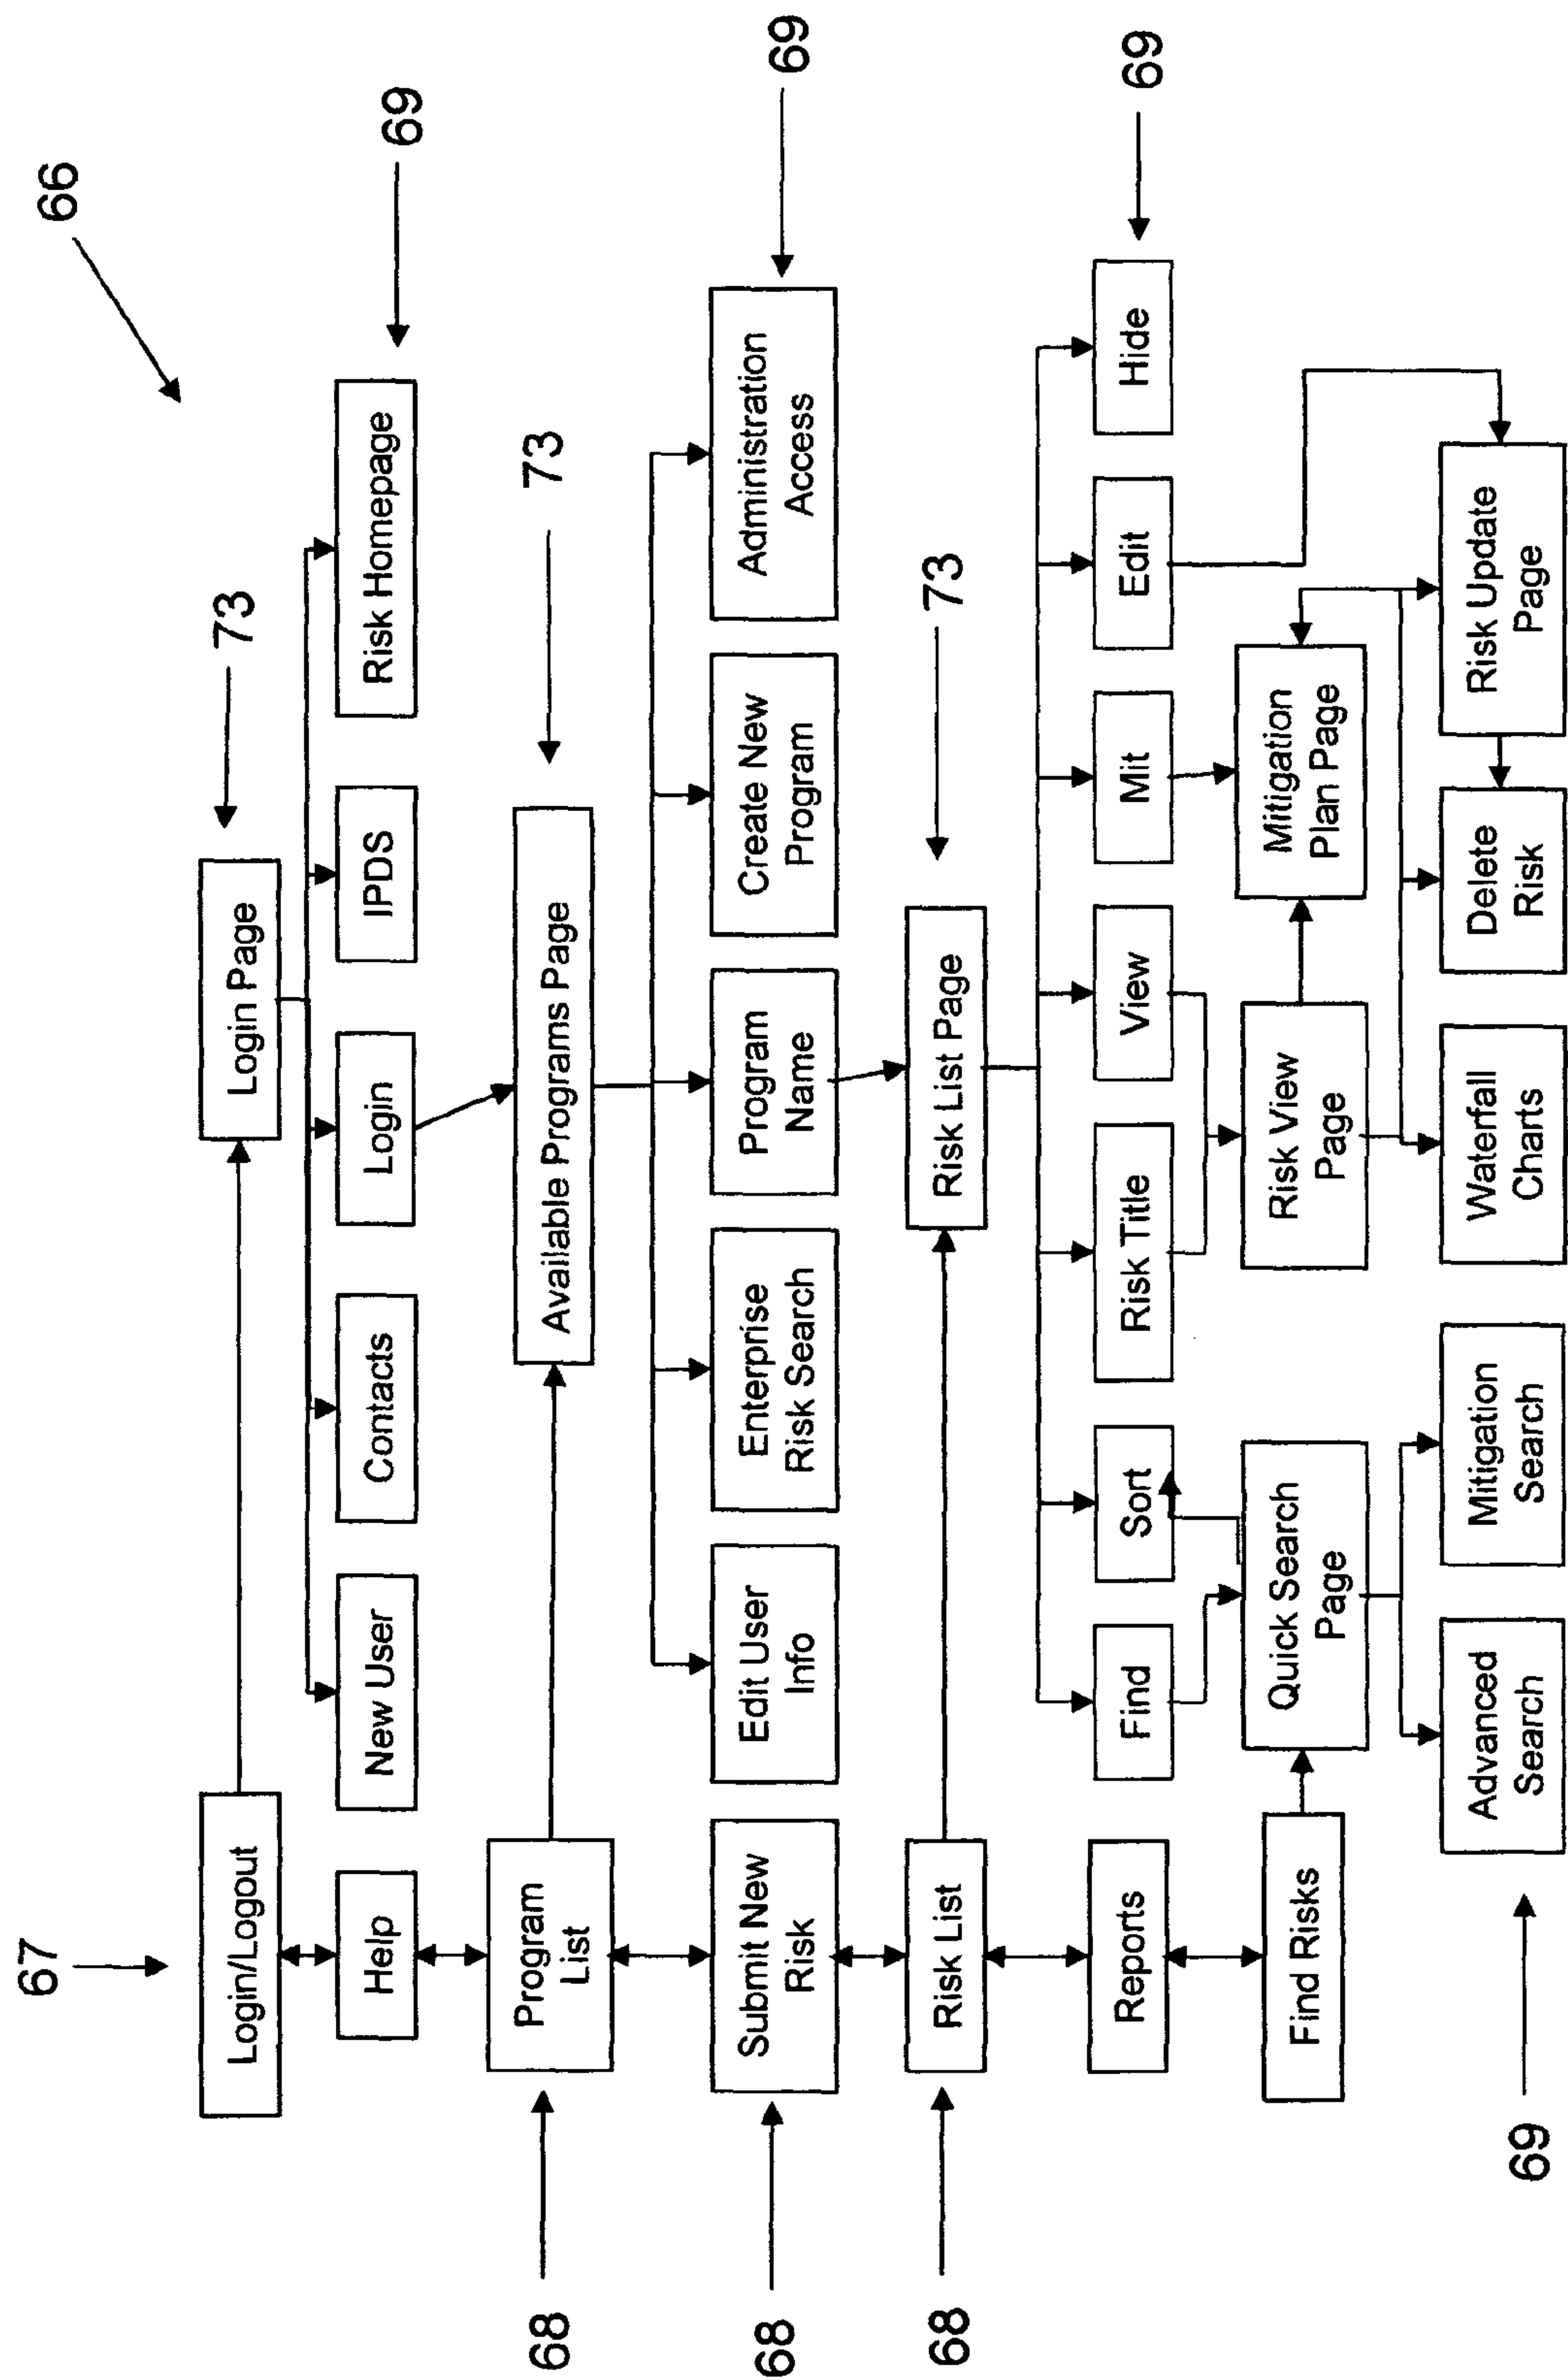 66
67
73
Login/Logout
Login Page
69
Help
New User
Contacts
Login
IPDS
Risk Homepage
68
73
Program
List
Available Programs Page
69
68
Submit New
Risk
Edit User
Info
Enterprise
Risk Search
Program
Name
Create New
Program
Administration
Access
68
73
Risk List
Risk List Page
69
Reports
Find
Sort
Risk Title
View
Mit
Edit
Hide
Find Risks
Quick Search
Page
Risk View
Page
Mitigation
Plan Page
69
Advanced
Search
Mitigation
Search
Waterfall
Charts
Delete
Risk
Risk Update
Page